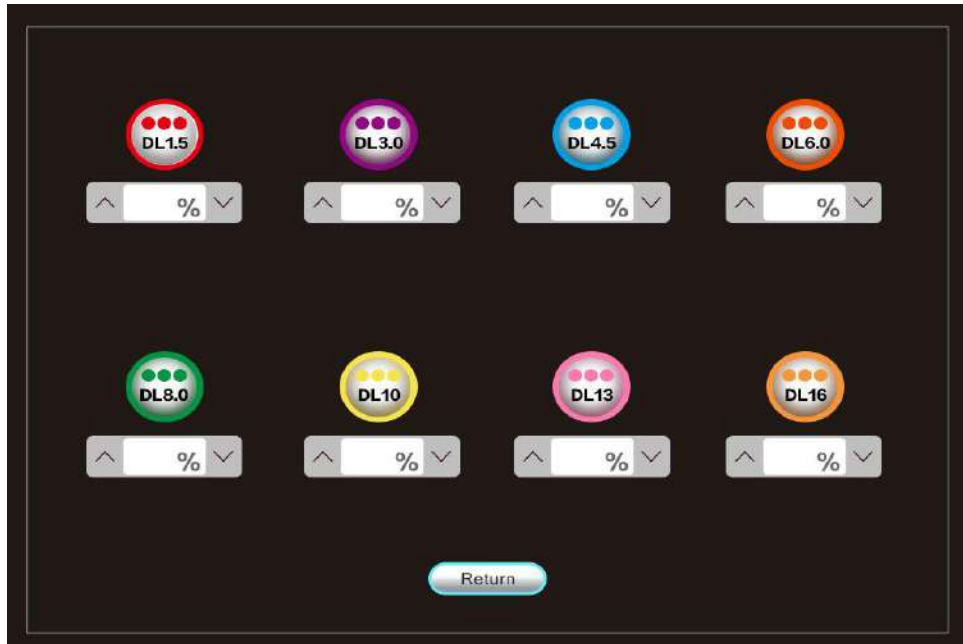 DL1.5 DL3.0 DL4.5 DL6.0
% % % %
DL8.0 DL10 DL13 DL16
% % % %
Return